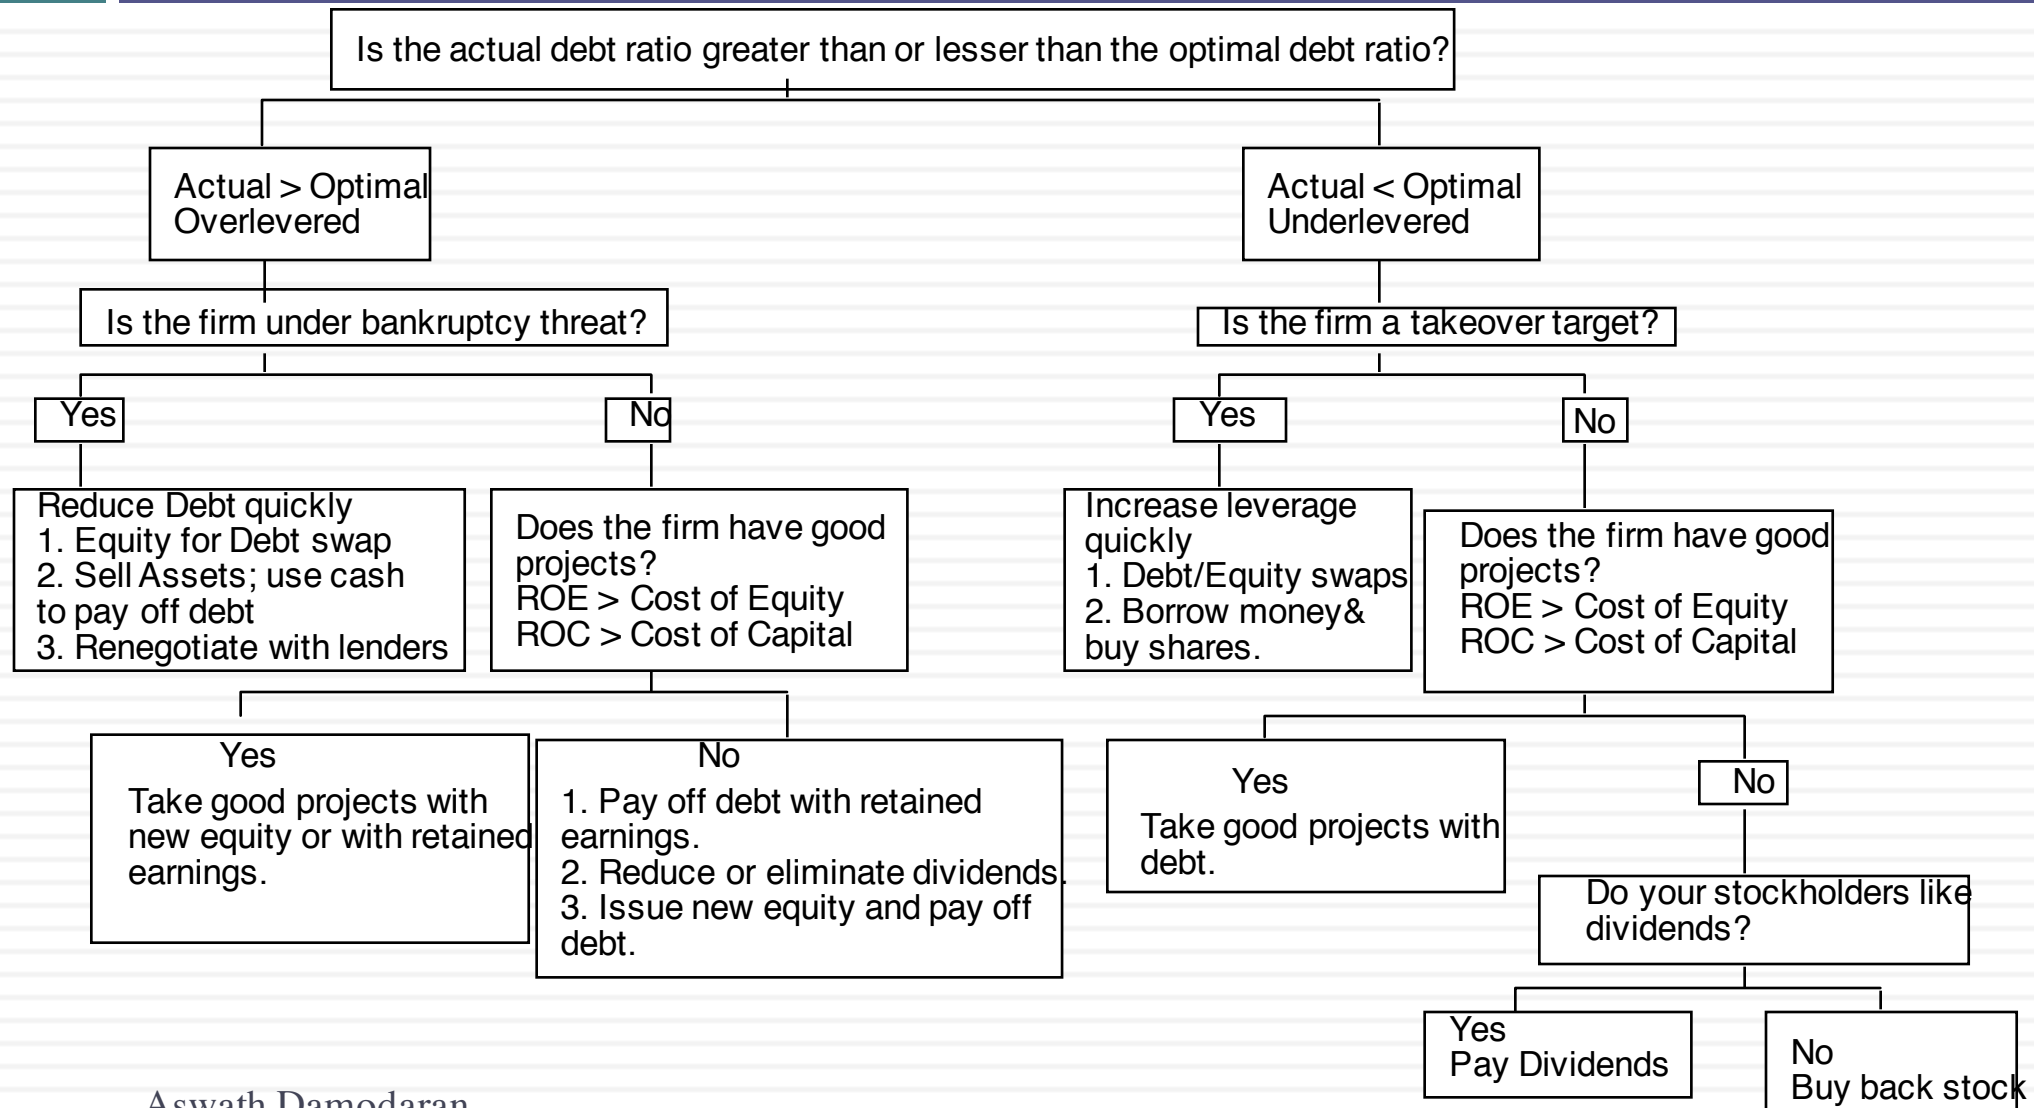 Is the actual debt ratio greater than or lesser than the optimal debt ratio?
Actual > Optimal
Overlevered
Actual < Optimal
Underlevered
Is the firm under bankruptcy threat?
Is the firm a takeover target?
Yes
No
Yes
No
Reduce Debt quickly
1. Equity for Debt swap
2. Sell Assets; use cash
to pay off debt
3. Renegotiate with lenders
Does the firm have good
projects?
ROE > Cost of Equity
ROC > Cost of Capital
Increase leverage
quickly
1. Debt/Equity swaps
2. Borrow money&
buy shares.
Does the firm have good
projects?
ROE > Cost of Equity
ROC > Cost of Capital
Yes
Take good projects with
new equity or with retained
earnings.
No
1. Pay off debt with retained
earnings.
2. Reduce or eliminate dividends.
3. Issue new equity and pay off
debt.
Yes
Take good projects with
debt.
No
Do your stockholders like
dividends?
Yes
Pay Dividends
No
Buy back stock
Aswath Damodaran